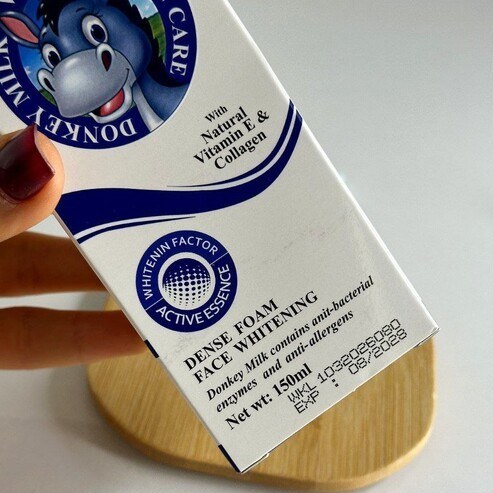 DONKEY MILK
CARE
With
Natural
Vitamin E &
Collagen
WHITENIN FACTOR
ACTIVE ESSENCE
DENSE FOAM
FACE WHITENING
Donkey Milk contains anit-bacterial
enzymes and anti-allergens
Net wt: 150ml
WKL 1032026080
EXP : 08/2028